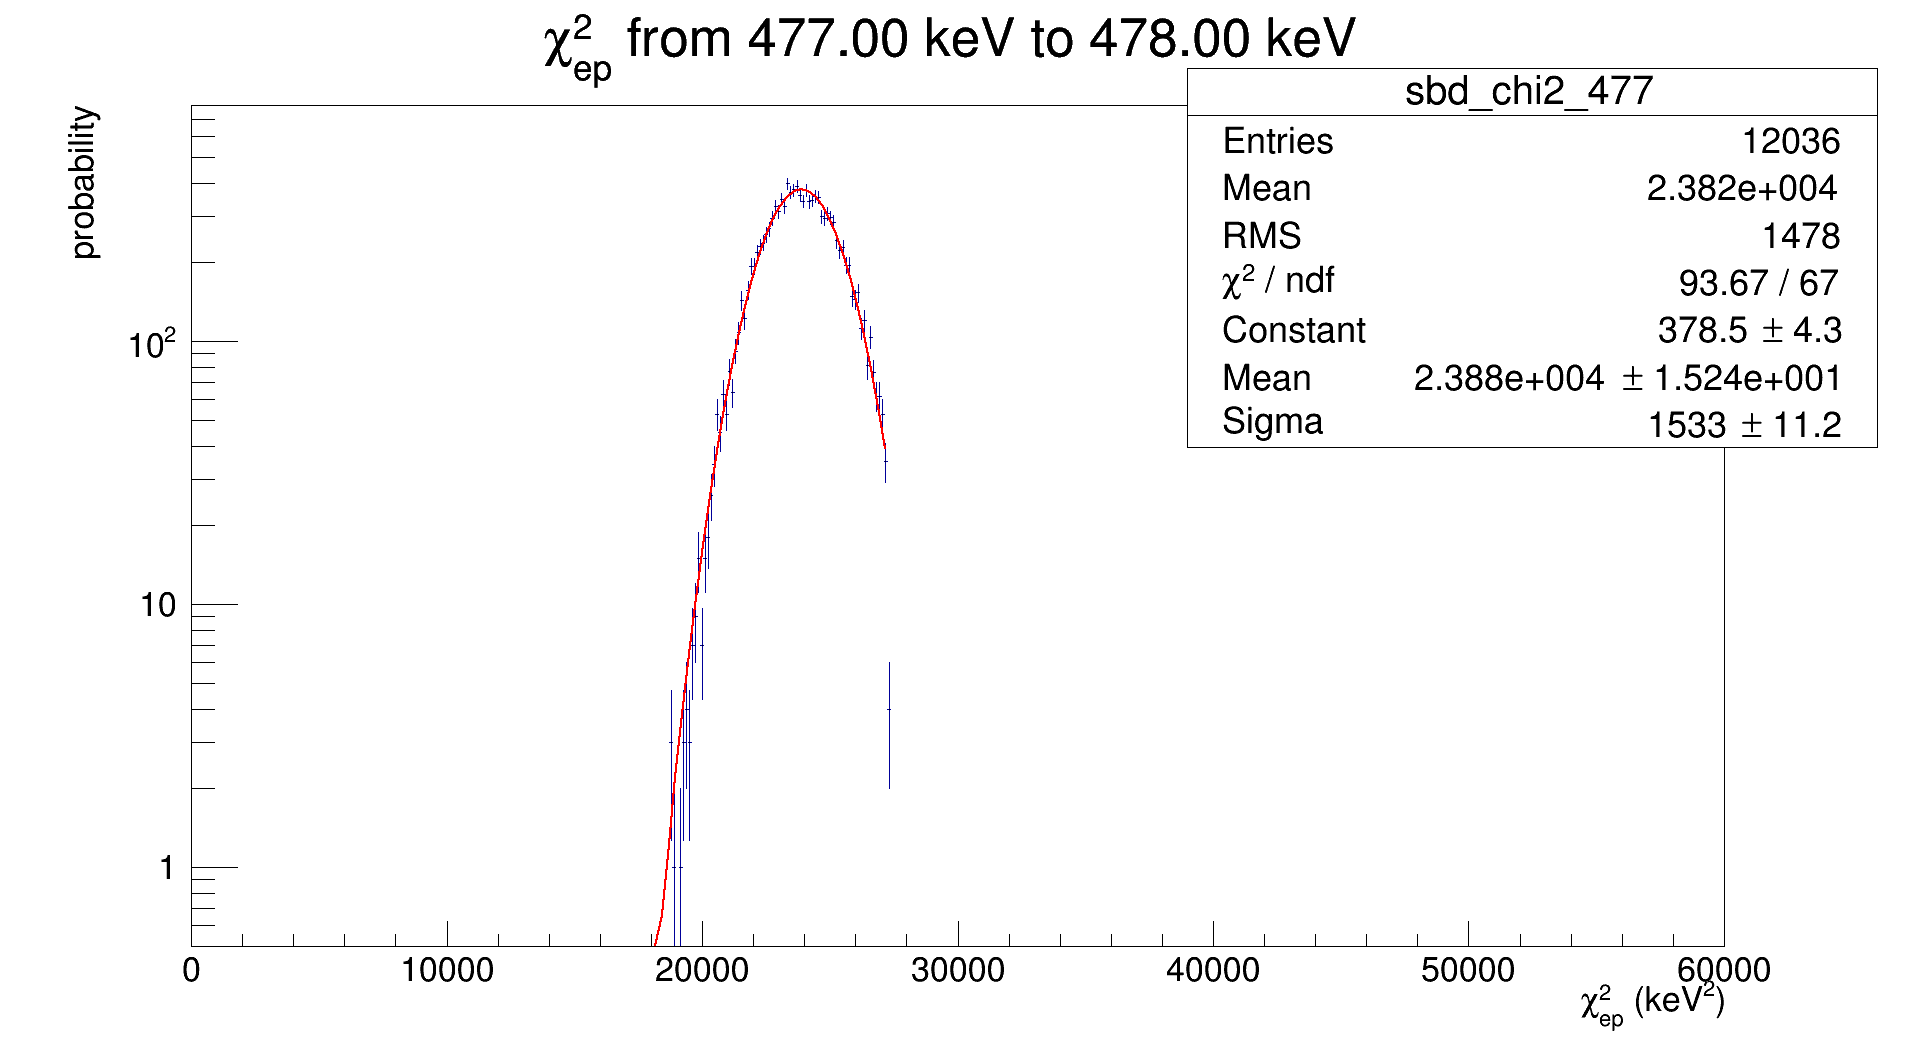 χ²ep from 477.00 keV to 478.00 keV
probability
sbd_chi2_477
Entries 12036
Mean 2.382e+004
RMS 1478
χ² / ndf 93.67 / 67
Constant 378.5 ± 4.3
Mean 2.388e+004 ± 1.524e+001
Sigma 1533 ± 11.2
10²
10
1
0 10000 20000 30000 40000 50000 60000
χ²ep (keV²)